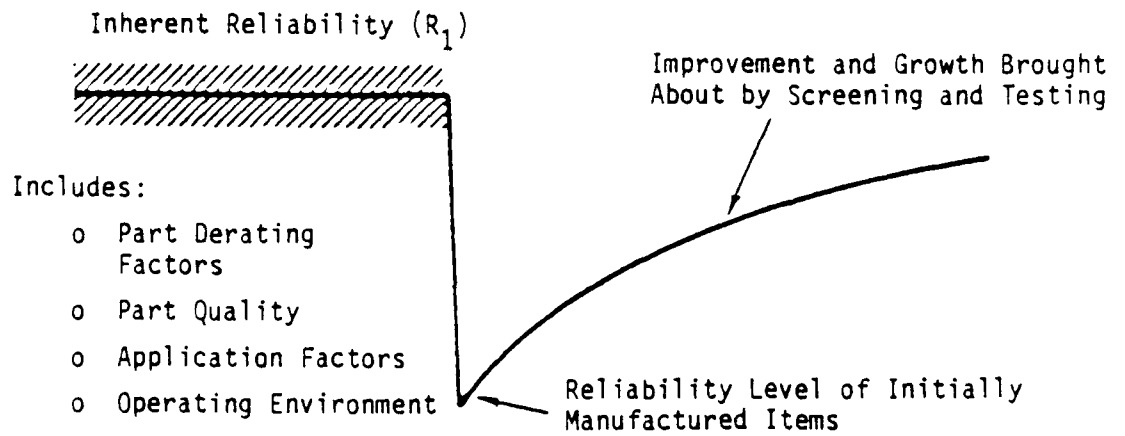 Inherent Reliability (R1)
Improvement and Growth Brought
About by Screening and Testing
Includes:
o Part Derating
Factors
o Part Quality
o Application Factors
o Operating Environment
Reliability Level of Initially
Manufactured Items